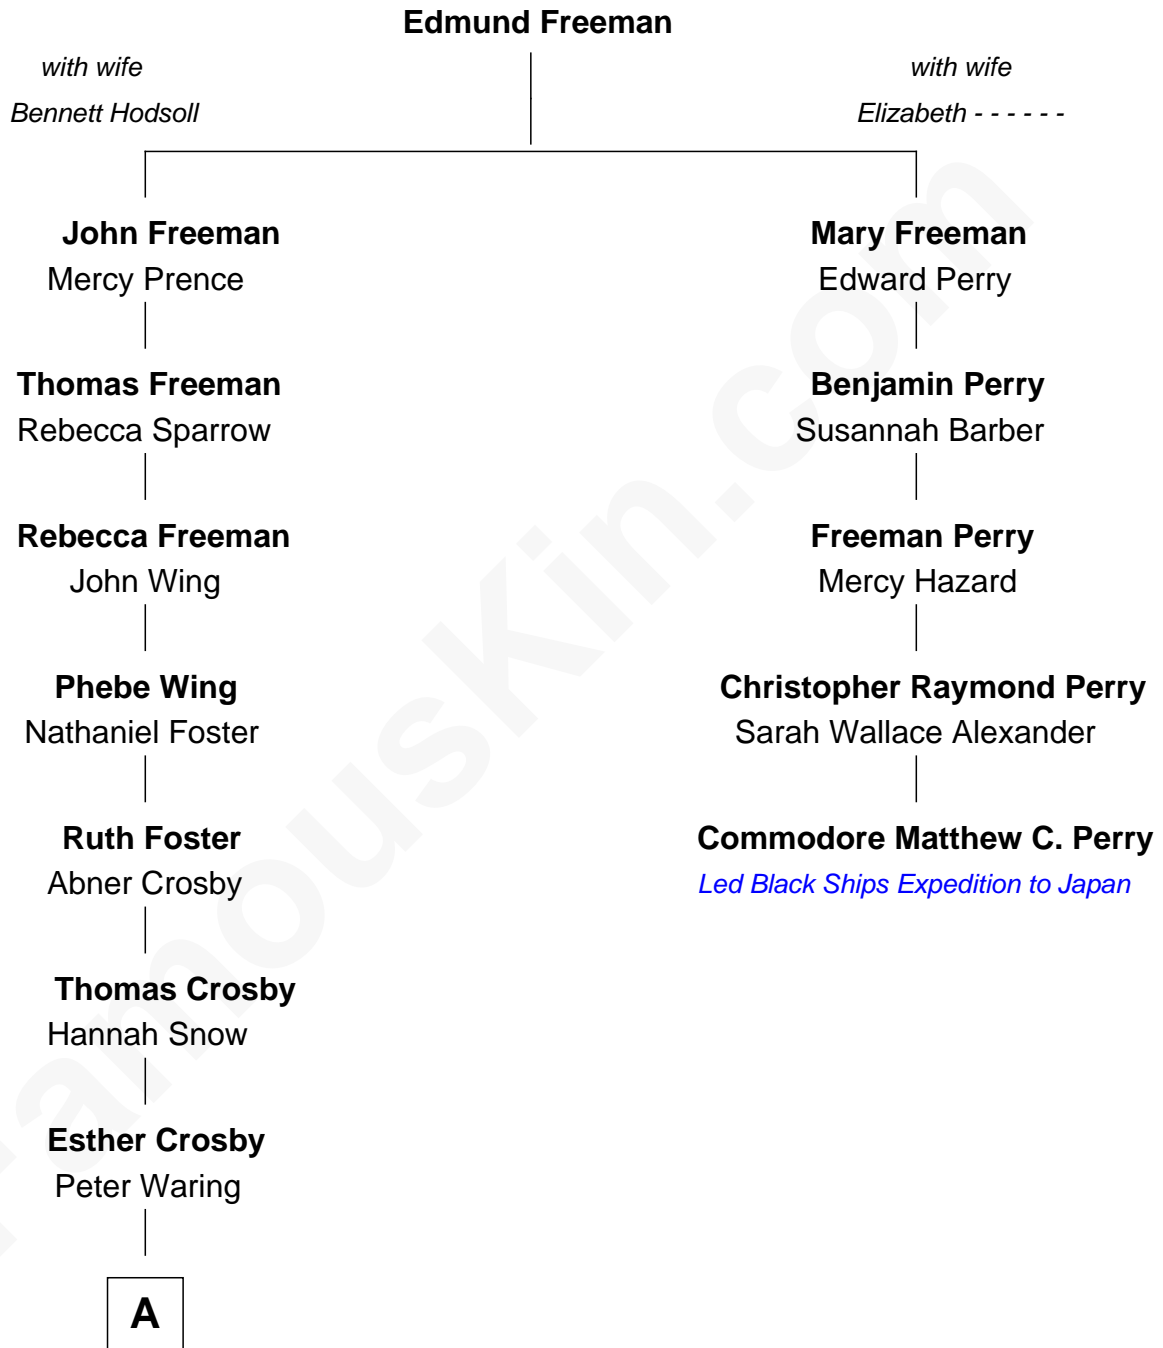 Edmund Freeman
with wife
Bennett Hodsoll
with wife
Elizabeth - - - - - -
John Freeman
Mercy Prence
Mary Freeman
Edward Perry
Thomas Freeman
Rebecca Sparrow
Benjamin Perry
Susannah Barber
Rebecca Freeman
John Wing
Freeman Perry
Mercy Hazard
Phebe Wing
Nathaniel Foster
Christopher Raymond Perry
Sarah Wallace Alexander
Ruth Foster
Abner Crosby
Commodore Matthew C. Perry
Led Black Ships Expedition to Japan
Thomas Crosby
Hannah Snow
Esther Crosby
Peter Waring
A
FamousKin.com